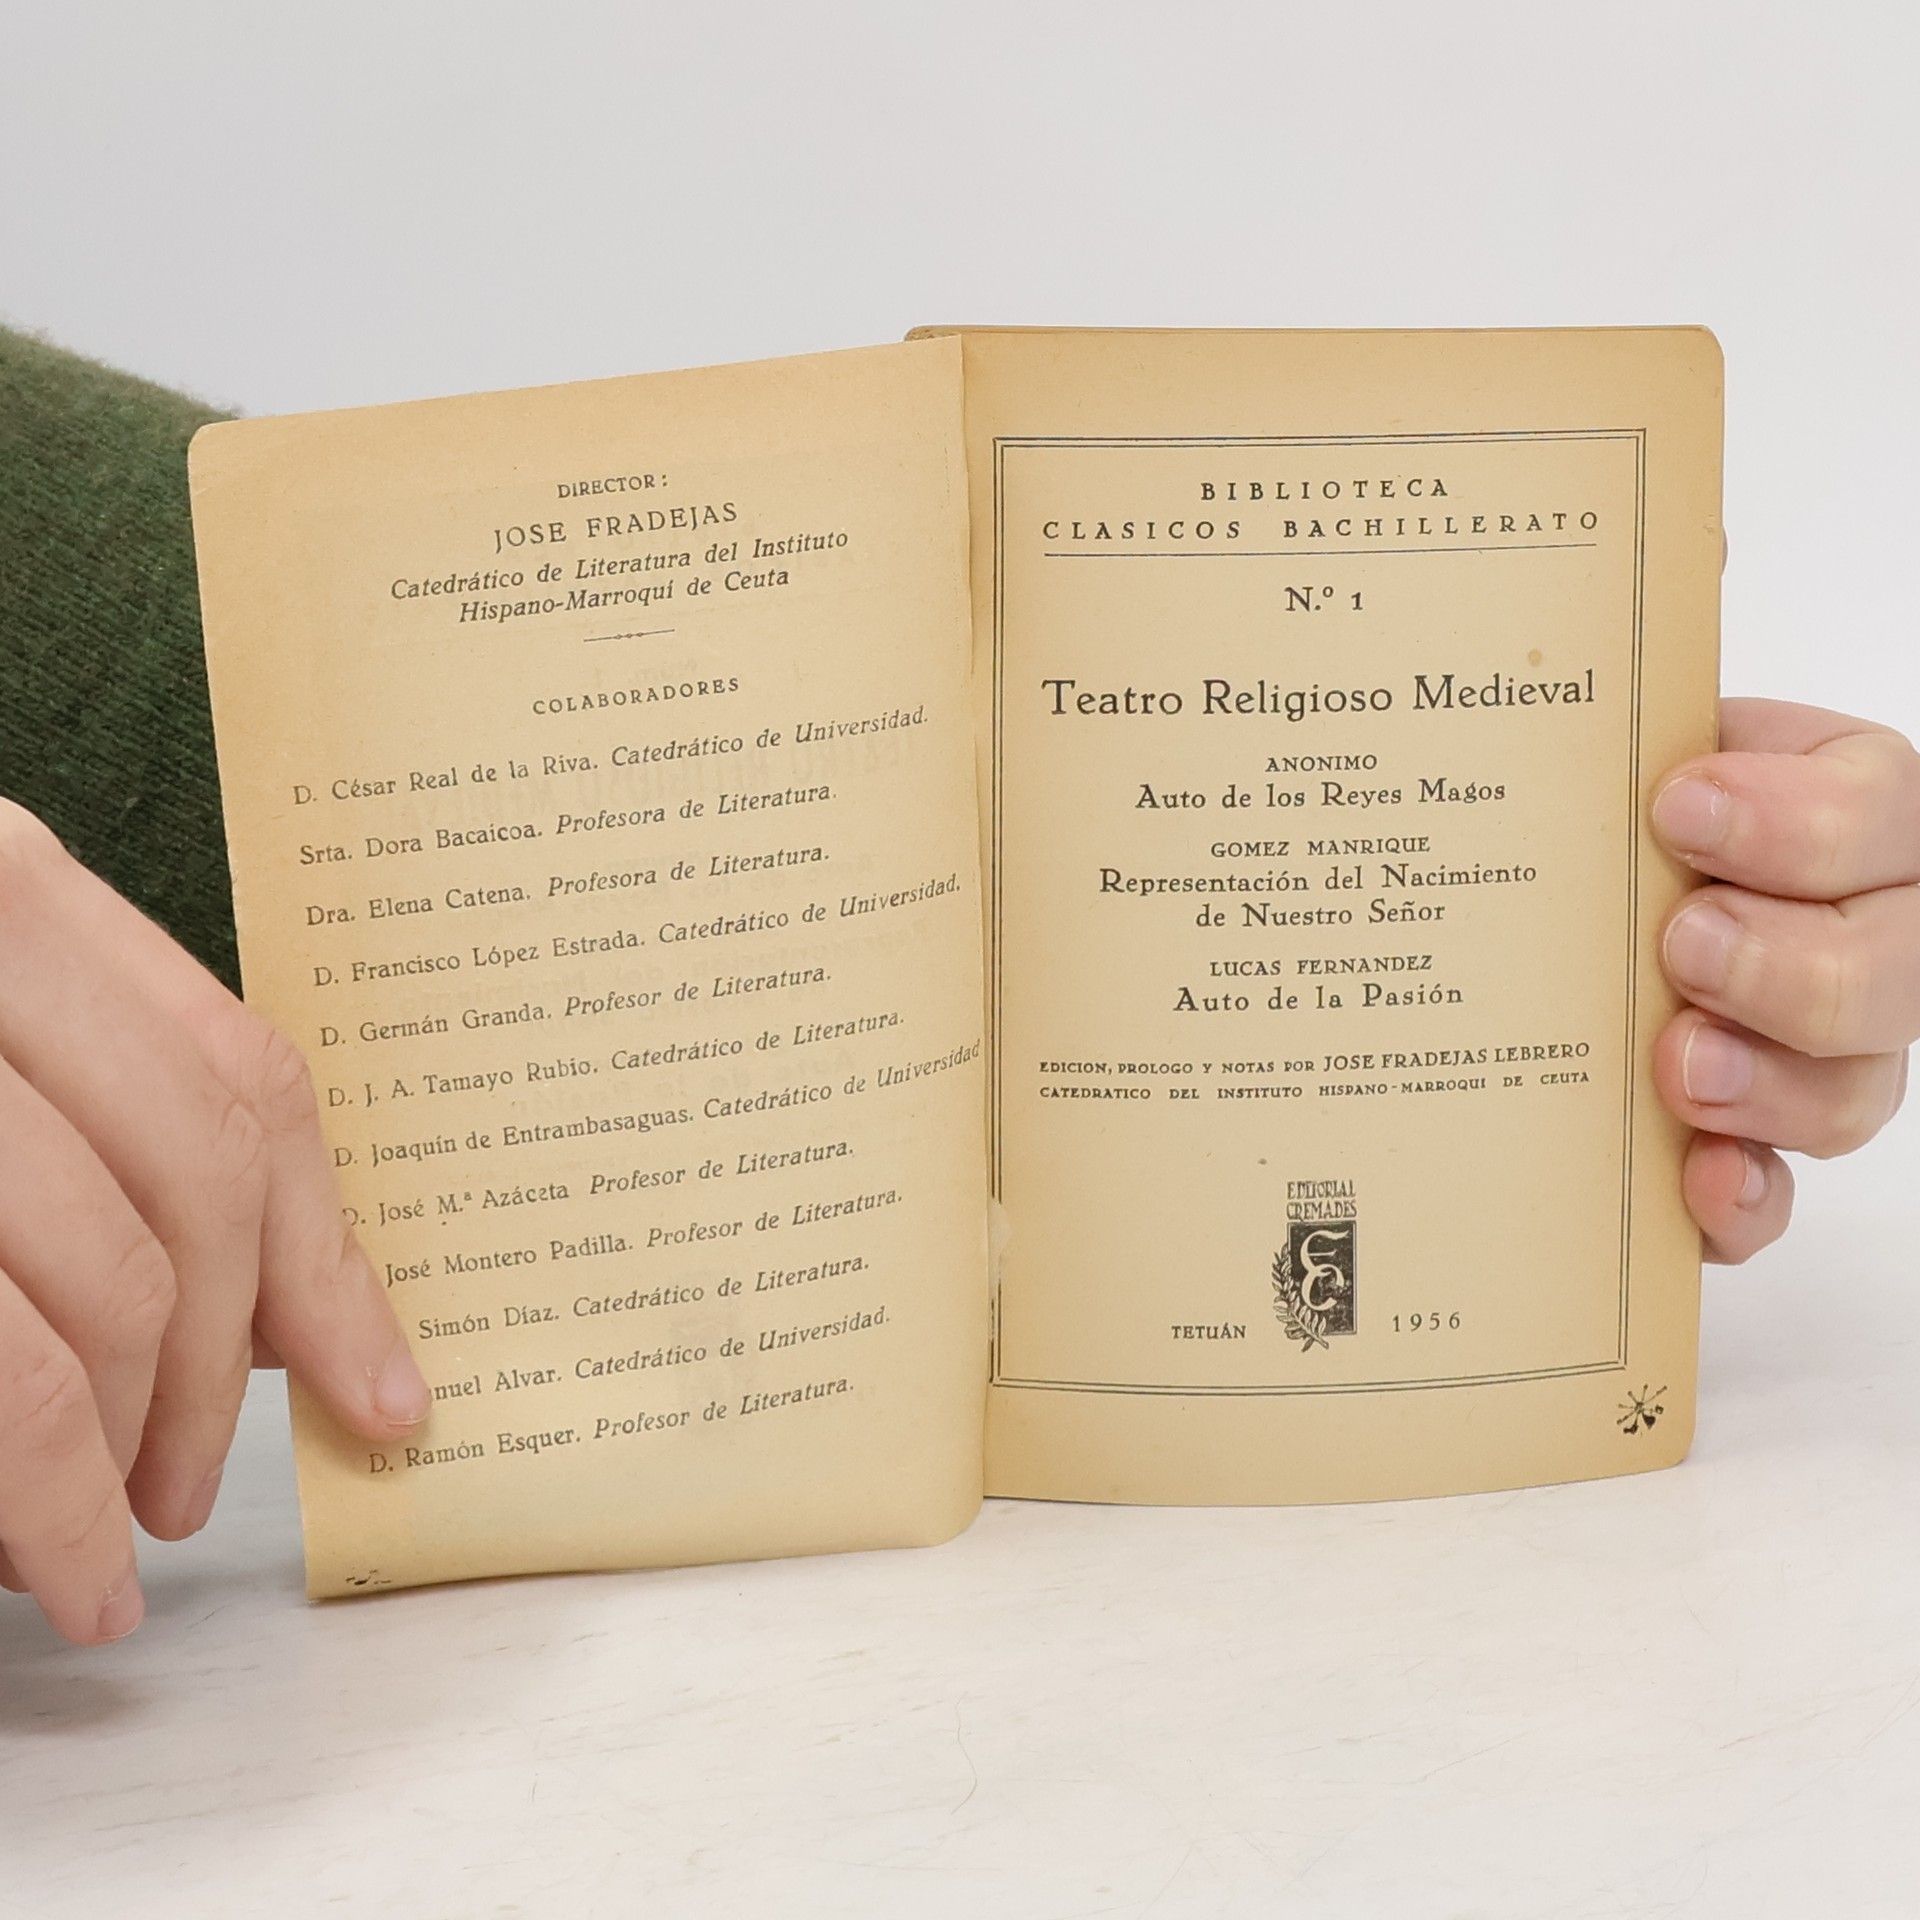 DIRECTOR:
JOSE FRADEJAS
Catedrático de Literatura del Instituto
Hispano-Marroquí de Ceuta
COLABORADORES
D. César Real de la Riva. Catedrático de Universidad.
Srta. Dora Bacaicoa. Profesora de Literatura.
Dra. Elena Catena. Profesora de Literatura.
D. Francisco López Estrada. Catedrático de Universidad.
D. Germán Granda. Profesor de Literatura.
D. J. A. Tamayo Rubio. Catedrático de Literatura.
D. Joaquín de Entrambasaguas. Catedrático de Universidad
D. José M.ª Azáceta Profesor de Literatura.
José Montero Padilla. Profesor de Literatura.
Simón Díaz. Catedrático de Literatura.
Alvar. Catedrático de Universidad.
D. Ramón Esquer. Profesor de Literatura.
BIBLIOTECA
CLASICOS BACHILLERATO
N.º 1
Teatro Religioso Medieval
ANONIMO
Auto de los Reyes Magos
GOMEZ MANRIQUE
Representación del Nacimiento
de Nuestro Señor
LUCAS FERNANDEZ
Auto de la Pasión
EDICION, PROLOGO Y NOTAS POR JOSE FRADEJAS LEBRERO
CATEDRATICO DEL INSTITUTO HISPANO-MARROQUI DE CEUTA
EDITORIAL
CREMADES
TETUÁN 1956